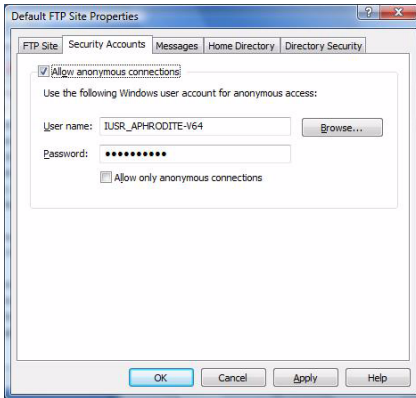 Default FTP Site Properties
FTP Site Security Accounts Messages Home Directory Directory Security
Allow anonymous connections
Use the following Windows user account for anonymous access:
User name: IUSR_APHRODITE-V64 Browse...
Password: ••••••••••
Allow only anonymous connections
OK Cancel Apply Help